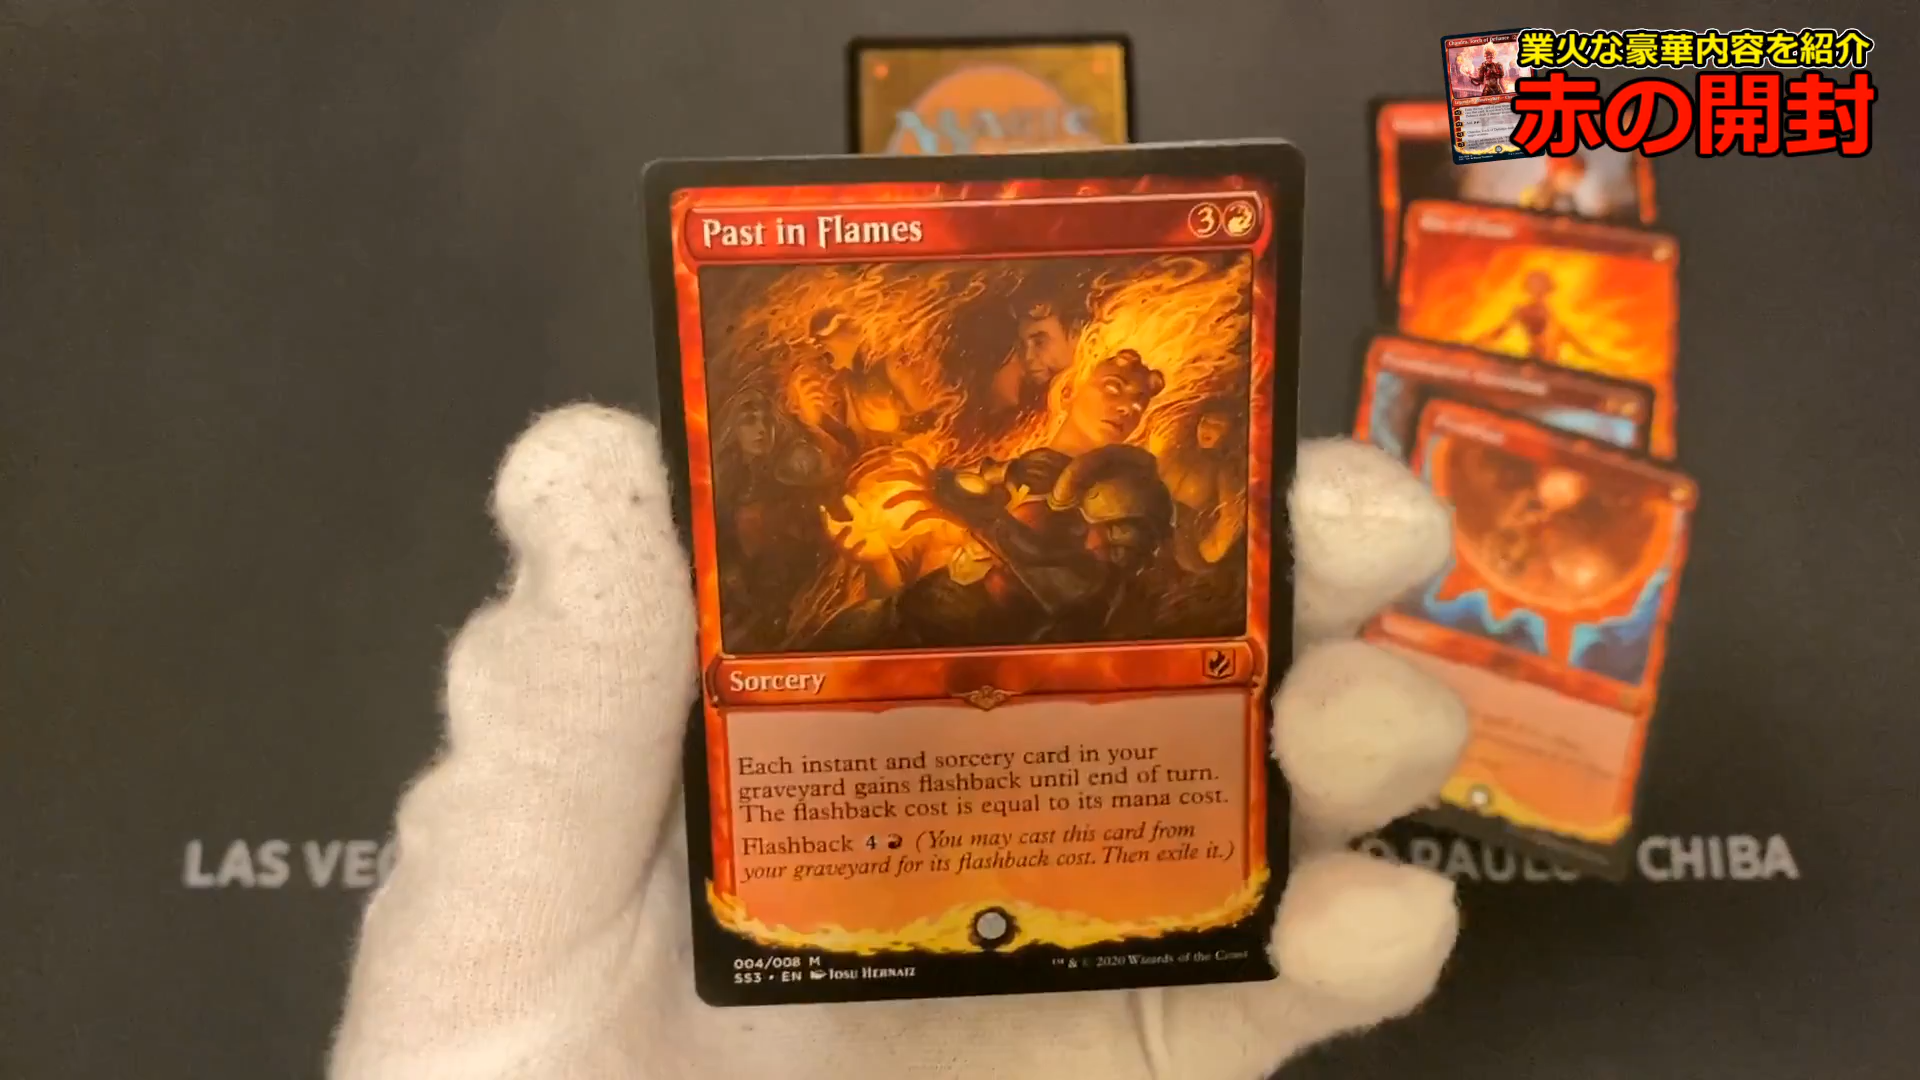 業火な豪華内容を紹介
赤の開封
MAGIC
Past in Flames
3
Sorcery
Each instant and sorcery card in your
graveyard gains flashback until end of turn.
The flashback cost is equal to its mana cost.
Flashback 4 (You may cast this card from
your graveyard for its flashback cost. Then exile it.)
004/008 M
SS3 • EN Josu Hernaiz
™ & © 2020 Wizards of the Coast
LAS VE
PAUL
CHIBA